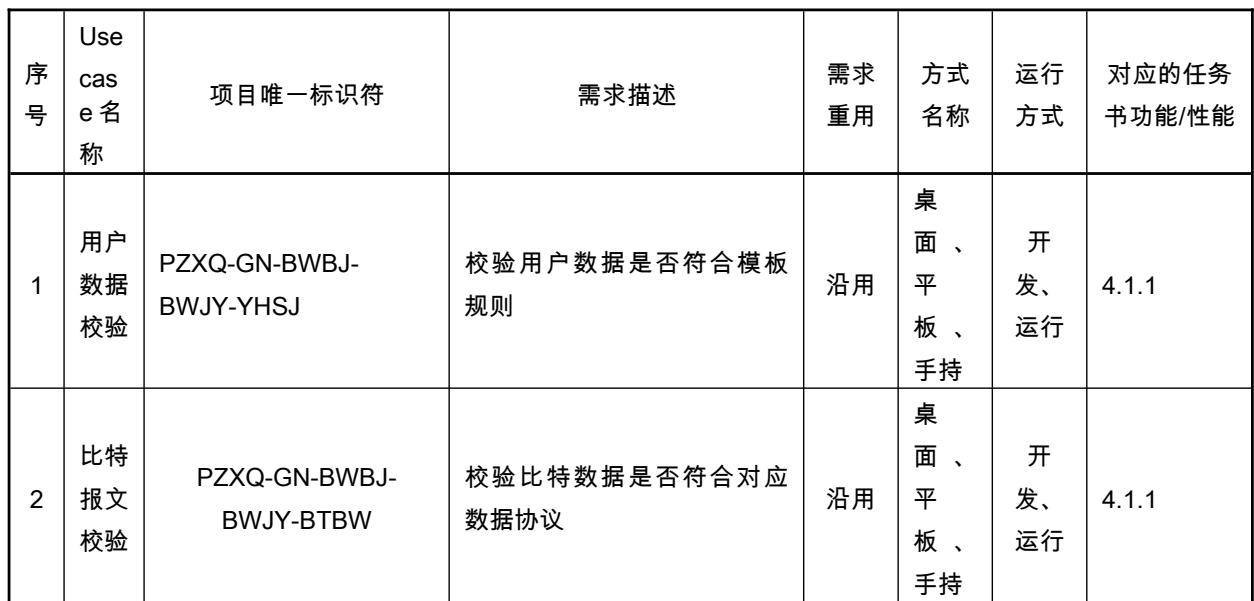 序号
Use case 名称
项目唯一标识符
需求描述
需求重用
方式名称
运行方式
对应的任务书功能/性能
1
用户数据校验
PZXQ-GN-BWBJ-
BWJY-YHSJ
校验用户数据是否符合模板
规则
沿用
桌面、平板、手持
开发、运行
4.1.1
2
比特报文校验
PZXQ-GN-BWBJ-
BWJY-BTBW
校验比特数据是否符合对应
数据协议
沿用
桌面、平板、手持
开发、运行
4.1.1